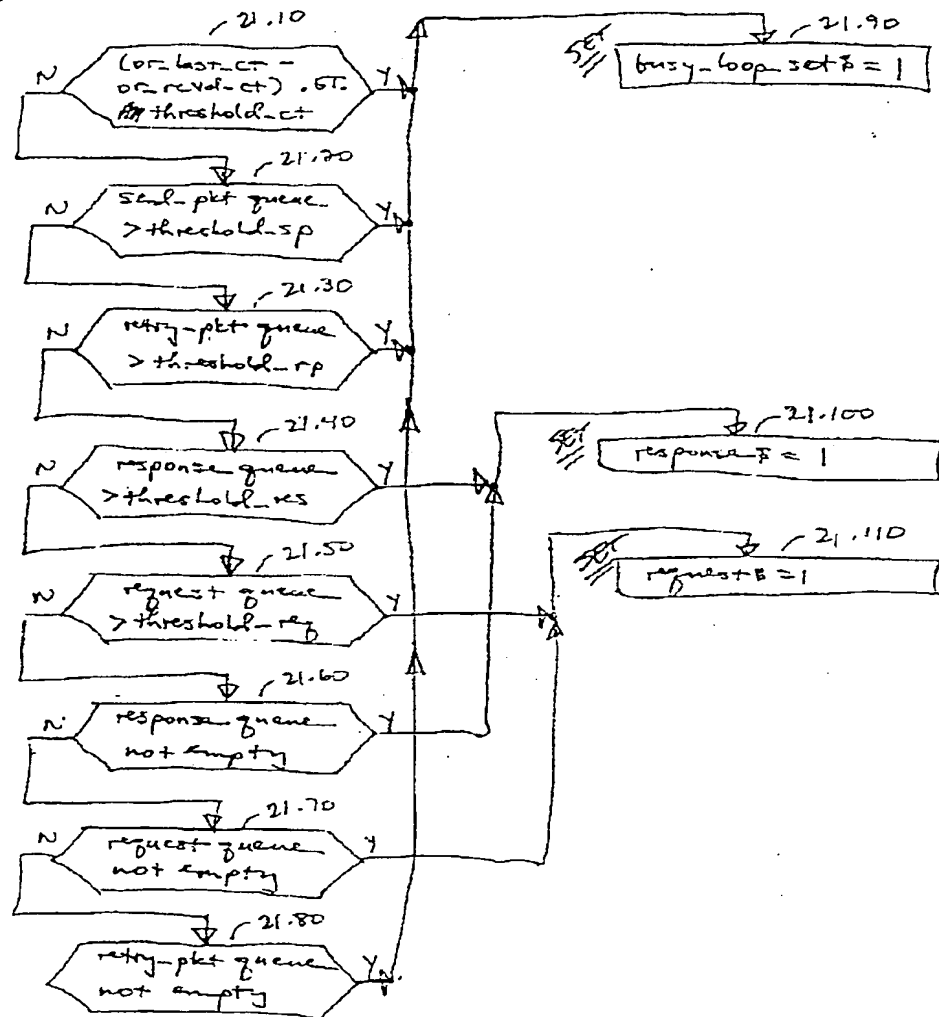 21.10
N
(or_last_ct -
or_rcvd_ct) .GT.
threshold_ct
Y
21.90
SET
busy_loop_set$ = 1
21.20
N
send_pkt queue
> threshold_sp
Y
21.30
N
retry_pkt queue
> threshold_rp
Y
21.40
N
response queue
> threshold_res
Y
21.100
SET
response$ = 1
21.50
N
request queue
> threshold_req
Y
21.110
SET
request$ = 1
21.60
N
response queue
not empty
Y
21.70
N
request queue
not empty
Y
21.80
retry_pkt queue
not empty
Y